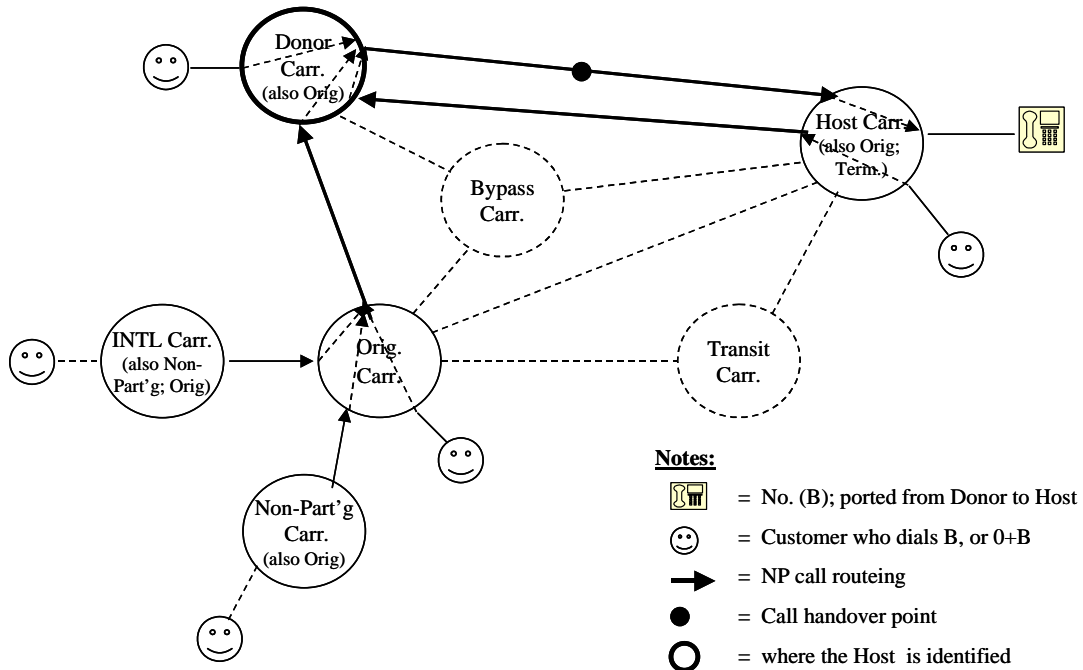 Donor
Carr.
(also Orig)
Host Carr
(also Orig;
Term.)
Bypass
Carr.
INTL Carr.
(also Non-
Part'g; Orig)
Orig.
Carr.
Transit
Carr.
Non-Part'g
Carr.
(also Orig)
Notes:
= No. (B); ported from Donor to Host
= Customer who dials B, or 0+B
= NP call routeing
= Call handover point
= where the Host is identified